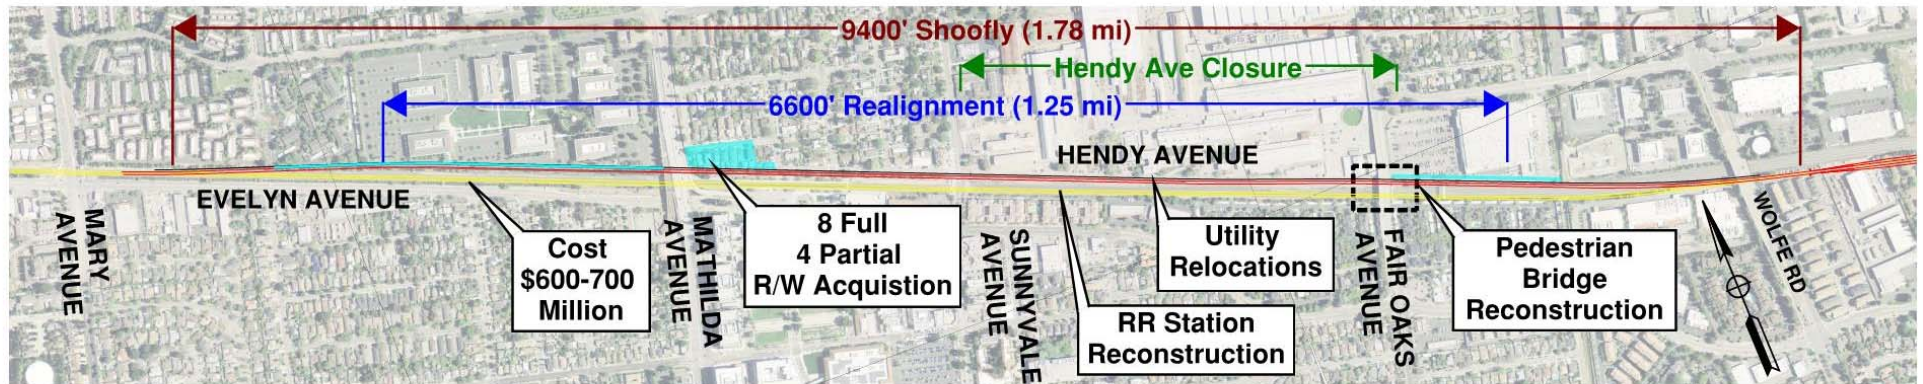 9400' Shoofly (1.78 mi)
Hendy Ave Closure
6600' Realignment (1.25 mi)
HENDY AVENUE
EVELYN AVENUE
MARY
AVENUE
Cost
$600-700
Million
MATHILDA
AVENUE
8 Full
4 Partial
R/W Acquistion
SUNNYVALE
AVENUE
RR Station
Reconstruction
Utility
Relocations
FAIR OAKS
AVENUE
Pedestrian
Bridge
Reconstruction
WOLFE RD